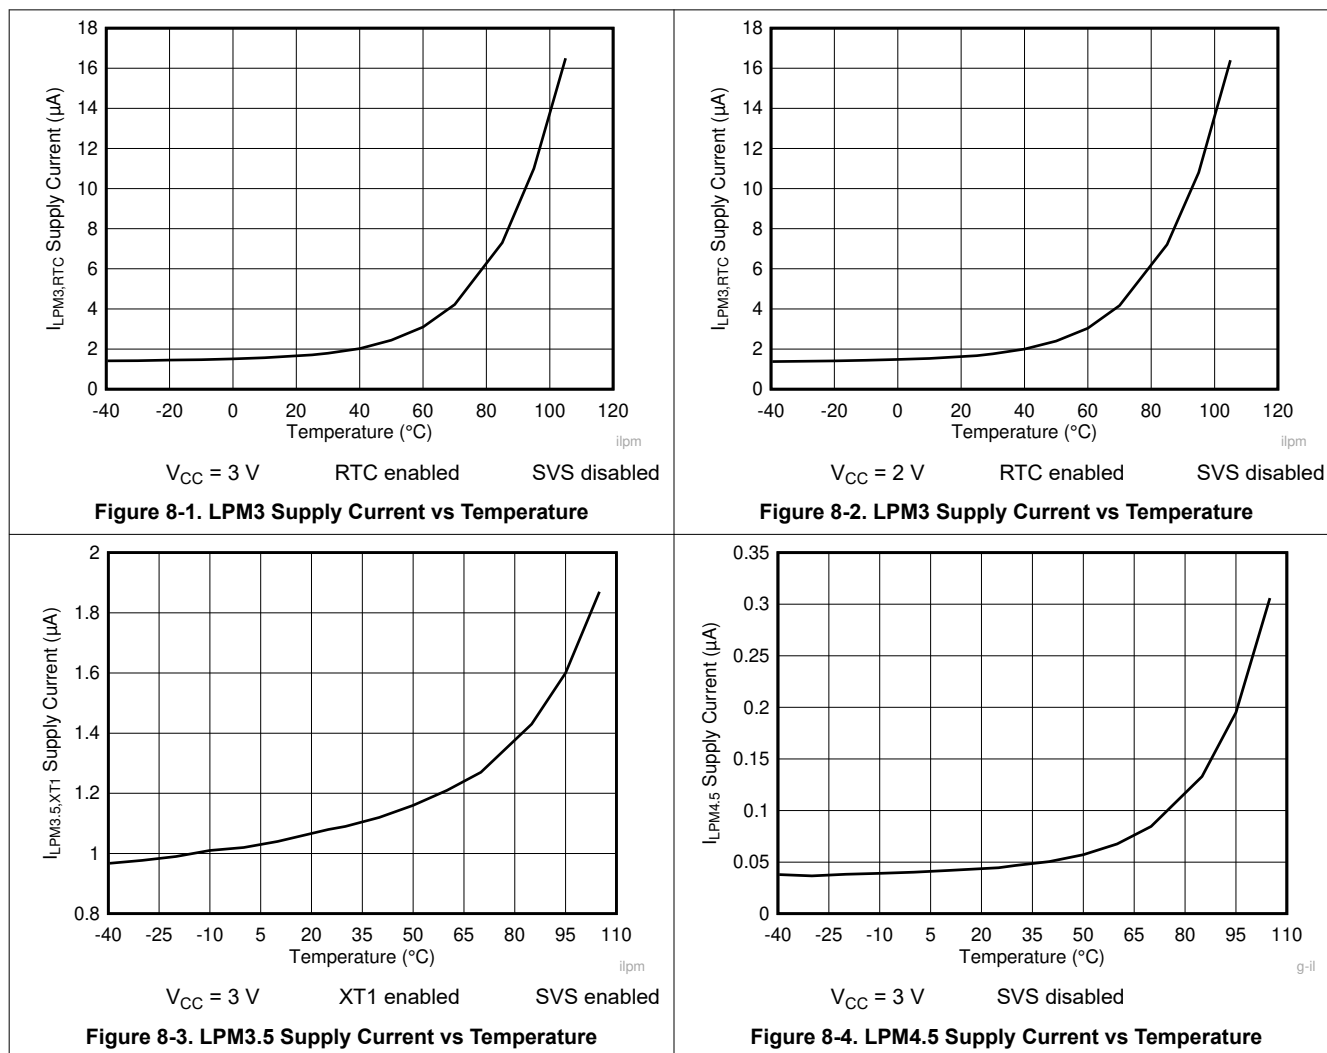 18
16
14
12
10
8
6
4
2
0
I_LPM3,RTC Supply Current (µA)
-40 -20 0 20 40 60 80 100 120
Temperature (°C)
ilpm
V_CC = 3 V RTC enabled SVS disabled
Figure 8-1. LPM3 Supply Current vs Temperature
18
16
14
12
10
8
6
4
2
0
I_LPM3,RTC Supply Current (µA)
-40 -20 0 20 40 60 80 100 120
Temperature (°C)
ilpm
V_CC = 2 V RTC enabled SVS disabled
Figure 8-2. LPM3 Supply Current vs Temperature
2
1.8
1.6
1.4
1.2
1
0.8
I_LPM3.5,XT1 Supply Current (µA)
-40 -25 -10 5 20 35 50 65 80 95 110
Temperature (°C)
ilpm
V_CC = 3 V XT1 enabled SVS enabled
Figure 8-3. LPM3.5 Supply Current vs Temperature
0.35
0.3
0.25
0.2
0.15
0.1
0.05
0
I_LPM4.5 Supply Current (µA)
-40 -25 -10 5 20 35 50 65 80 95 110
Temperature (°C)
g-il
V_CC = 3 V SVS disabled
Figure 8-4. LPM4.5 Supply Current vs Temperature